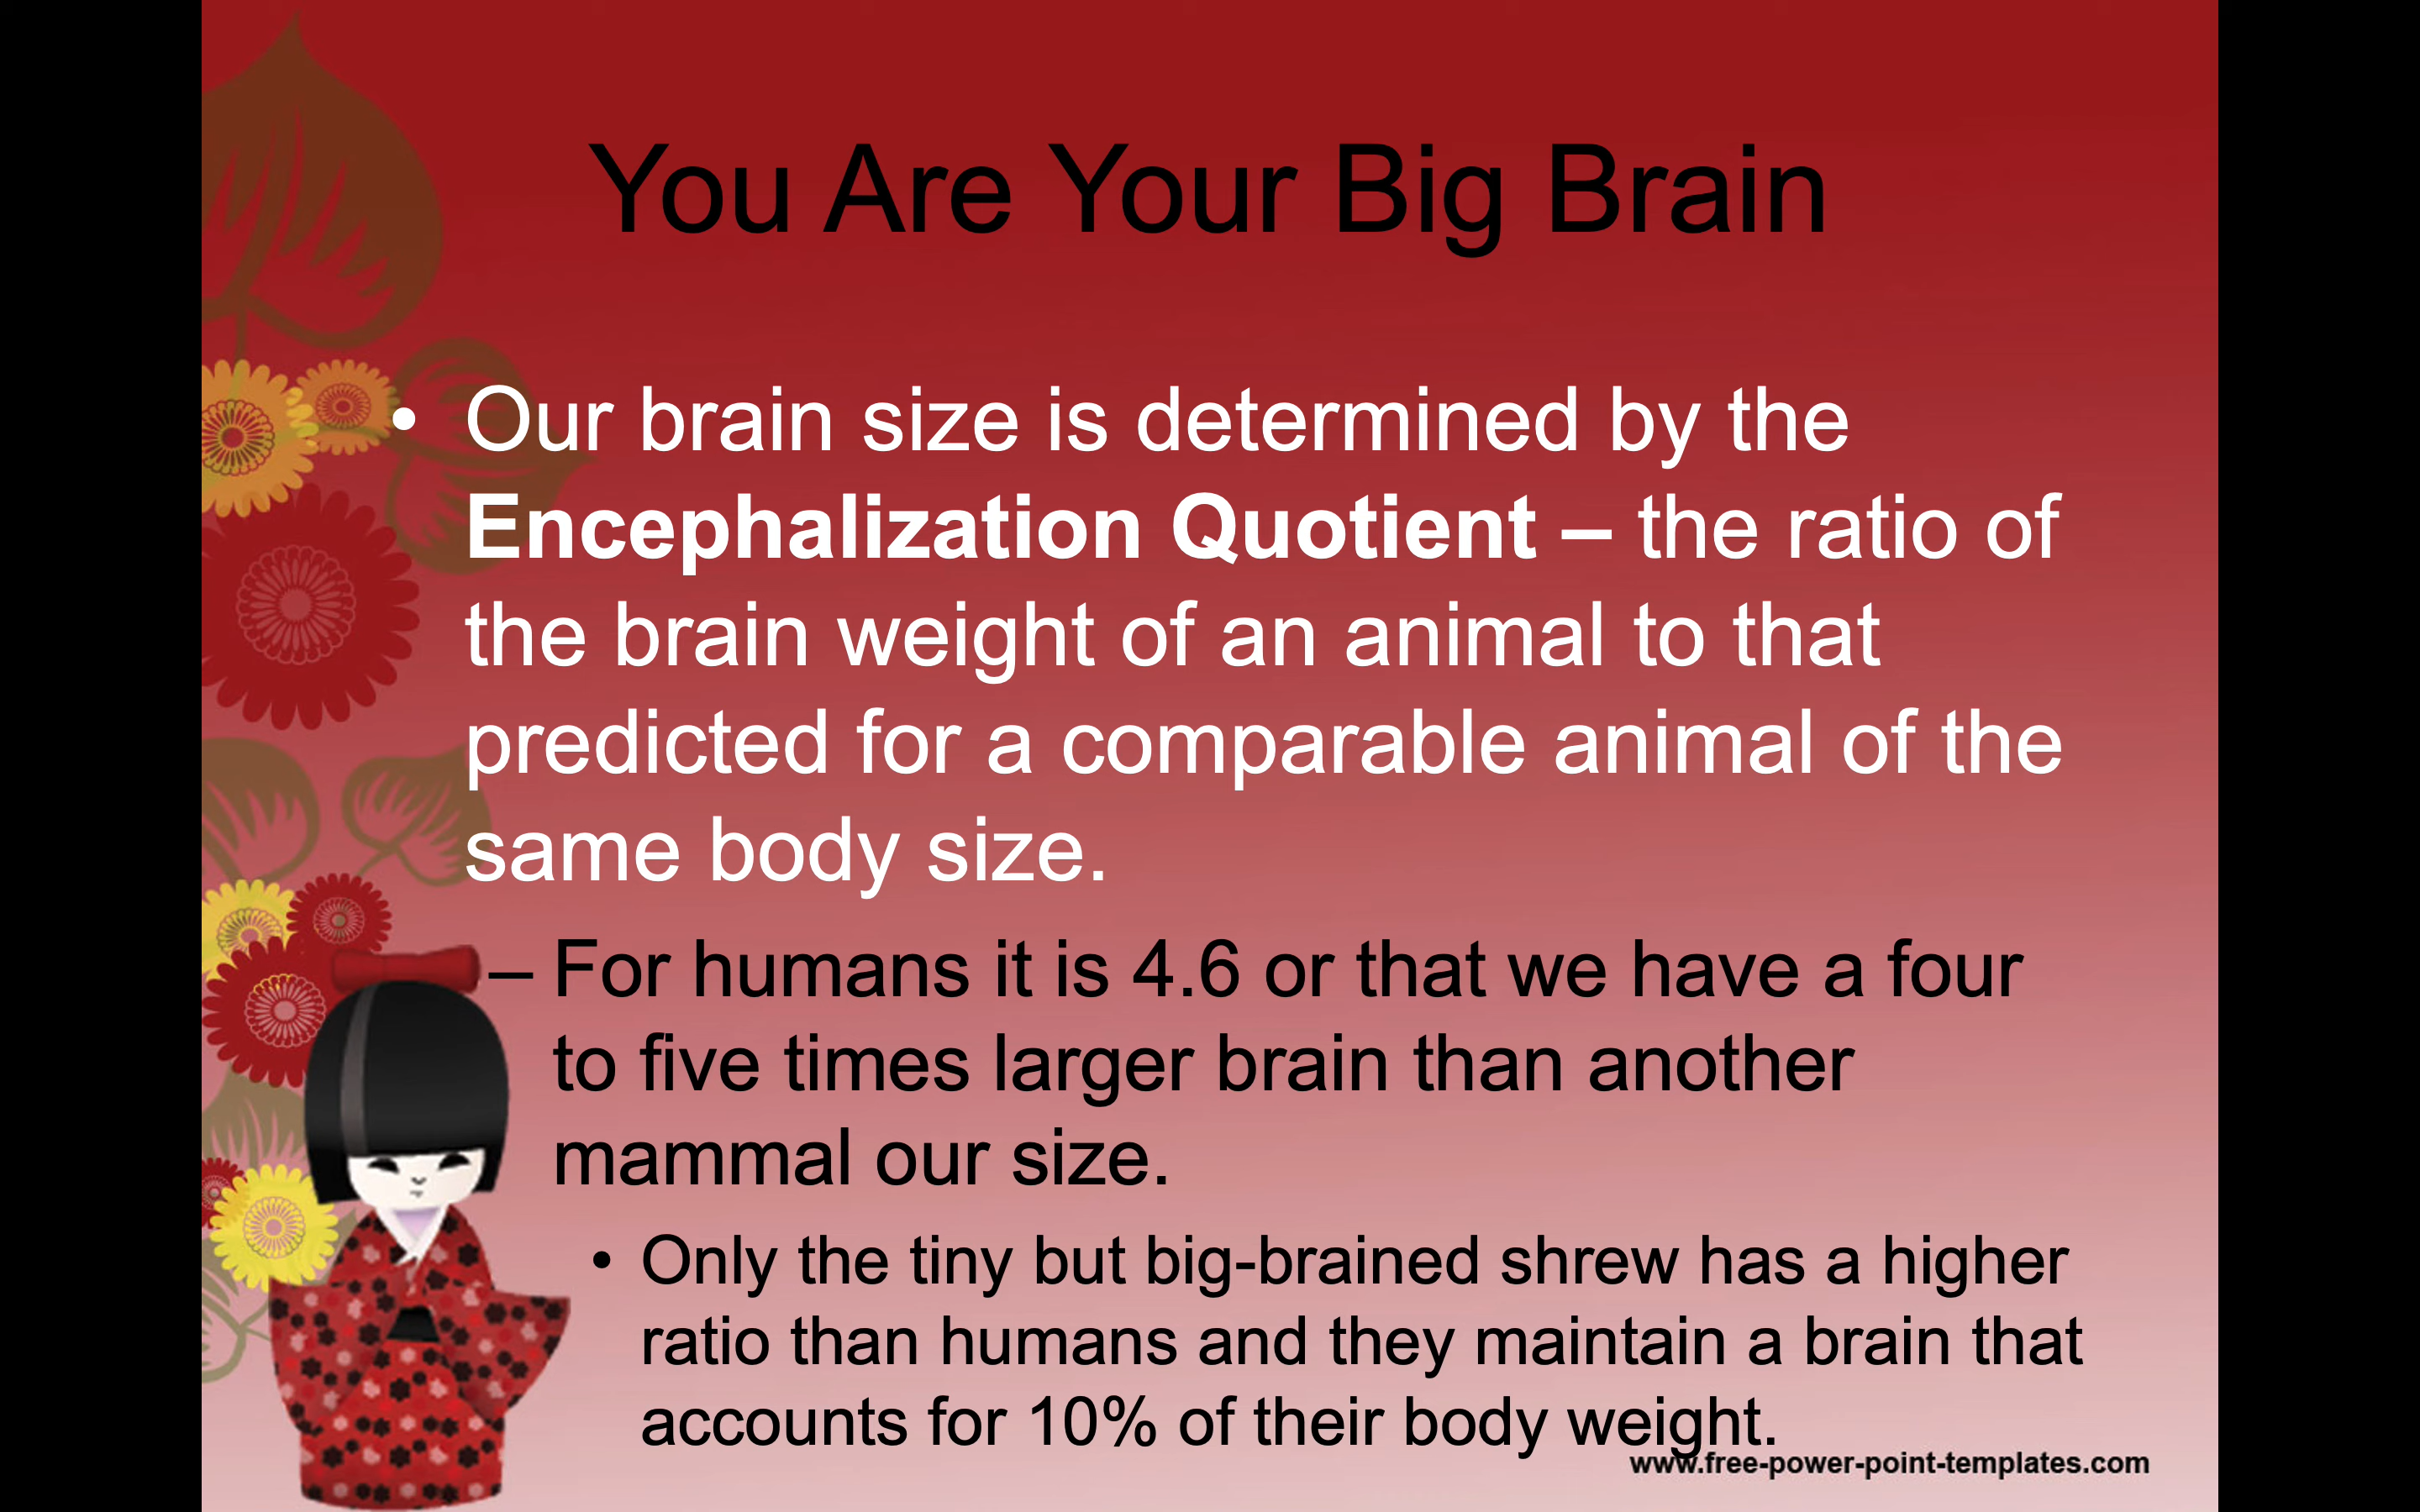 You Are Your Big Brain
• Our brain size is determined by the
Encephalization Quotient – the ratio of
the brain weight of an animal to that
predicted for a comparable animal of the
same body size.
– For humans it is 4.6 or that we have a four
to five times larger brain than another
mammal our size.
• Only the tiny but big-brained shrew has a higher
ratio than humans and they maintain a brain that
accounts for 10% of their body weight.
www.free-power-point-templates.com